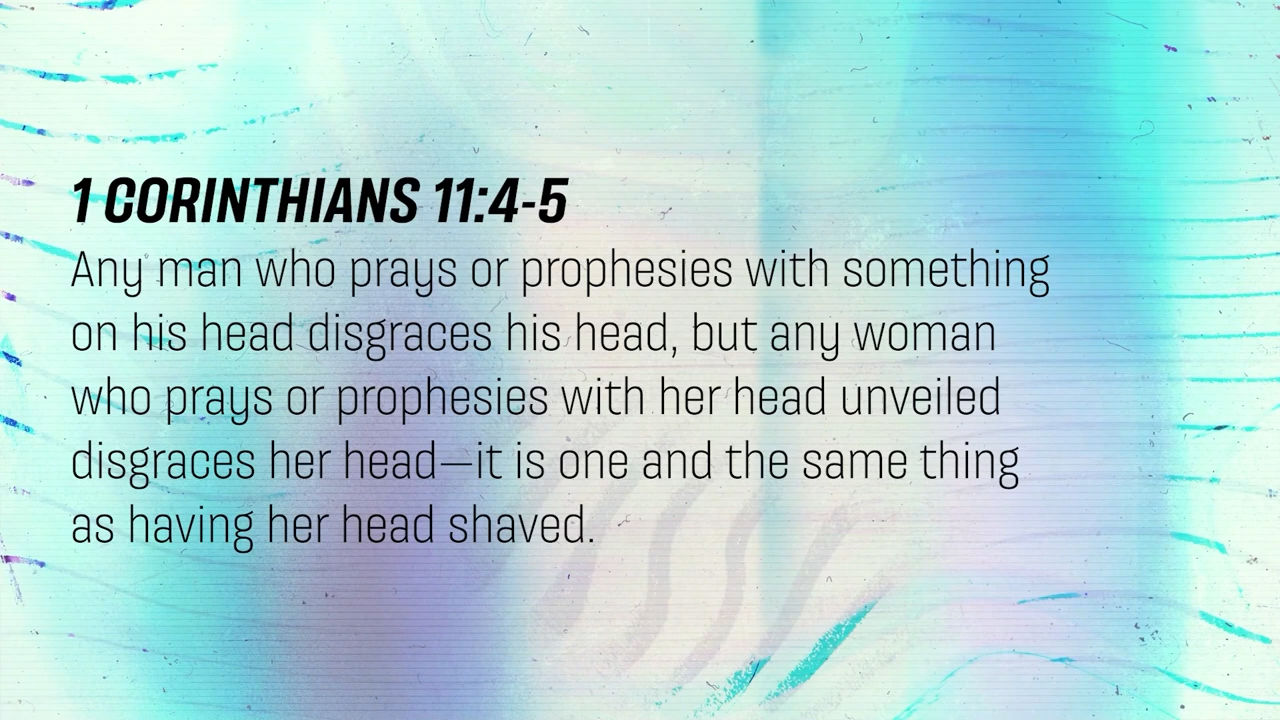 1 CORINTHIANS 11:4-5
Any man who prays or prophesies with something
on his head disgraces his head, but any woman
who prays or prophesies with her head unveiled
disgraces her head—it is one and the same thing
as having her head shaved.